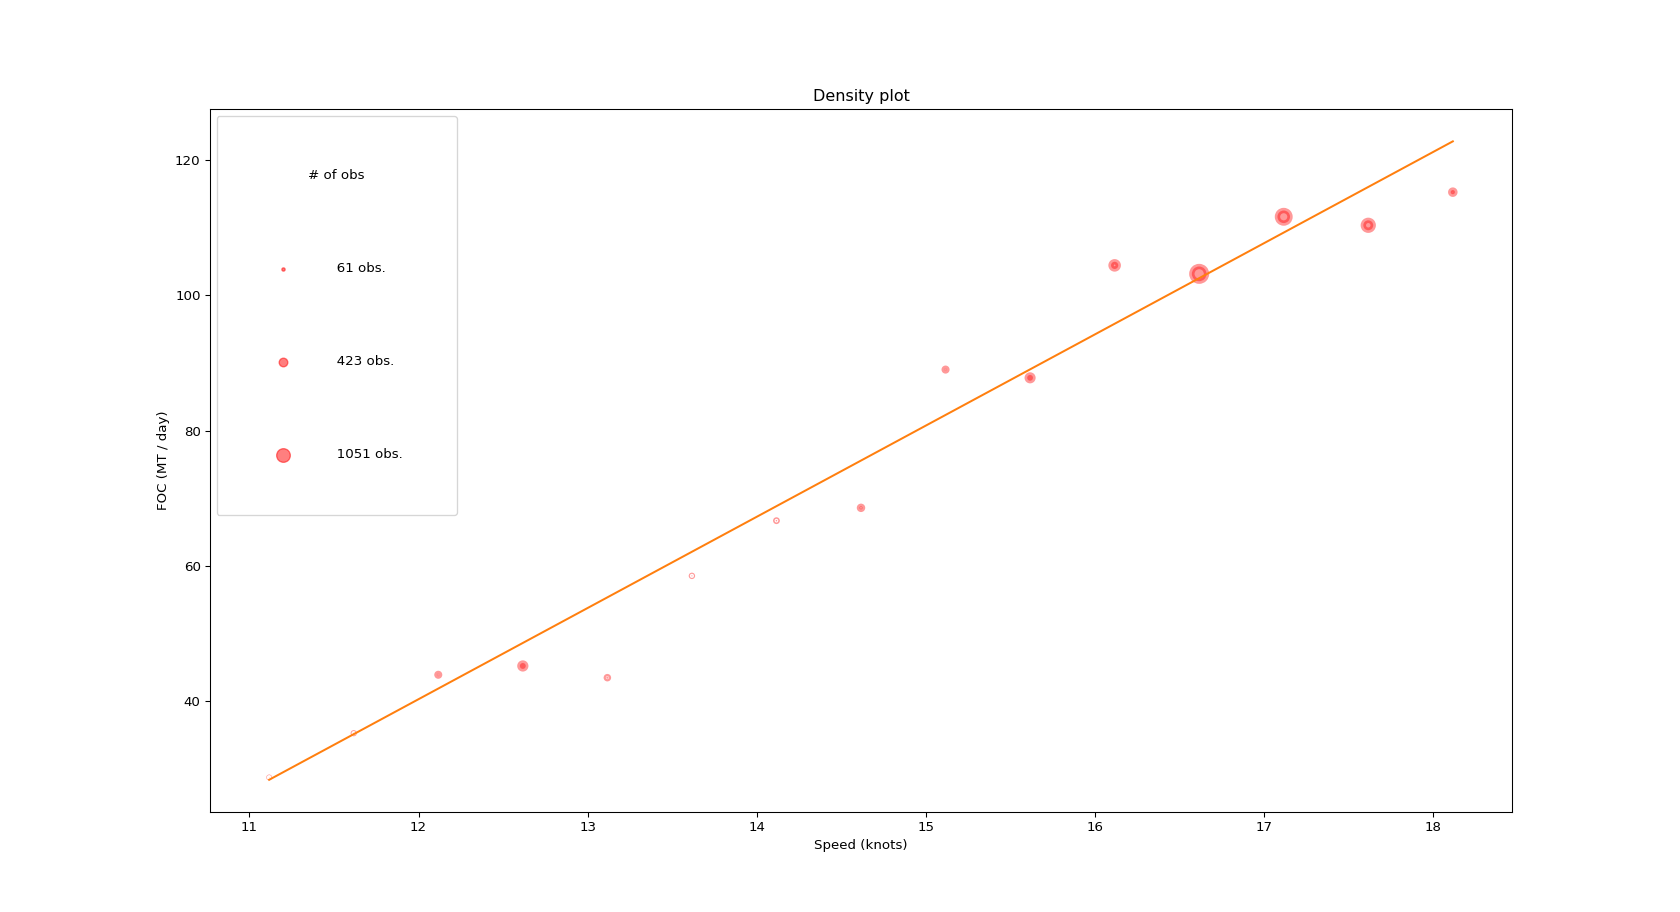 Density plot
# of obs
61 obs.
423 obs.
1051 obs.
FOC (MT / day)
120
100
80
60
40
11 12 13 14 15 16 17 18
Speed (knots)